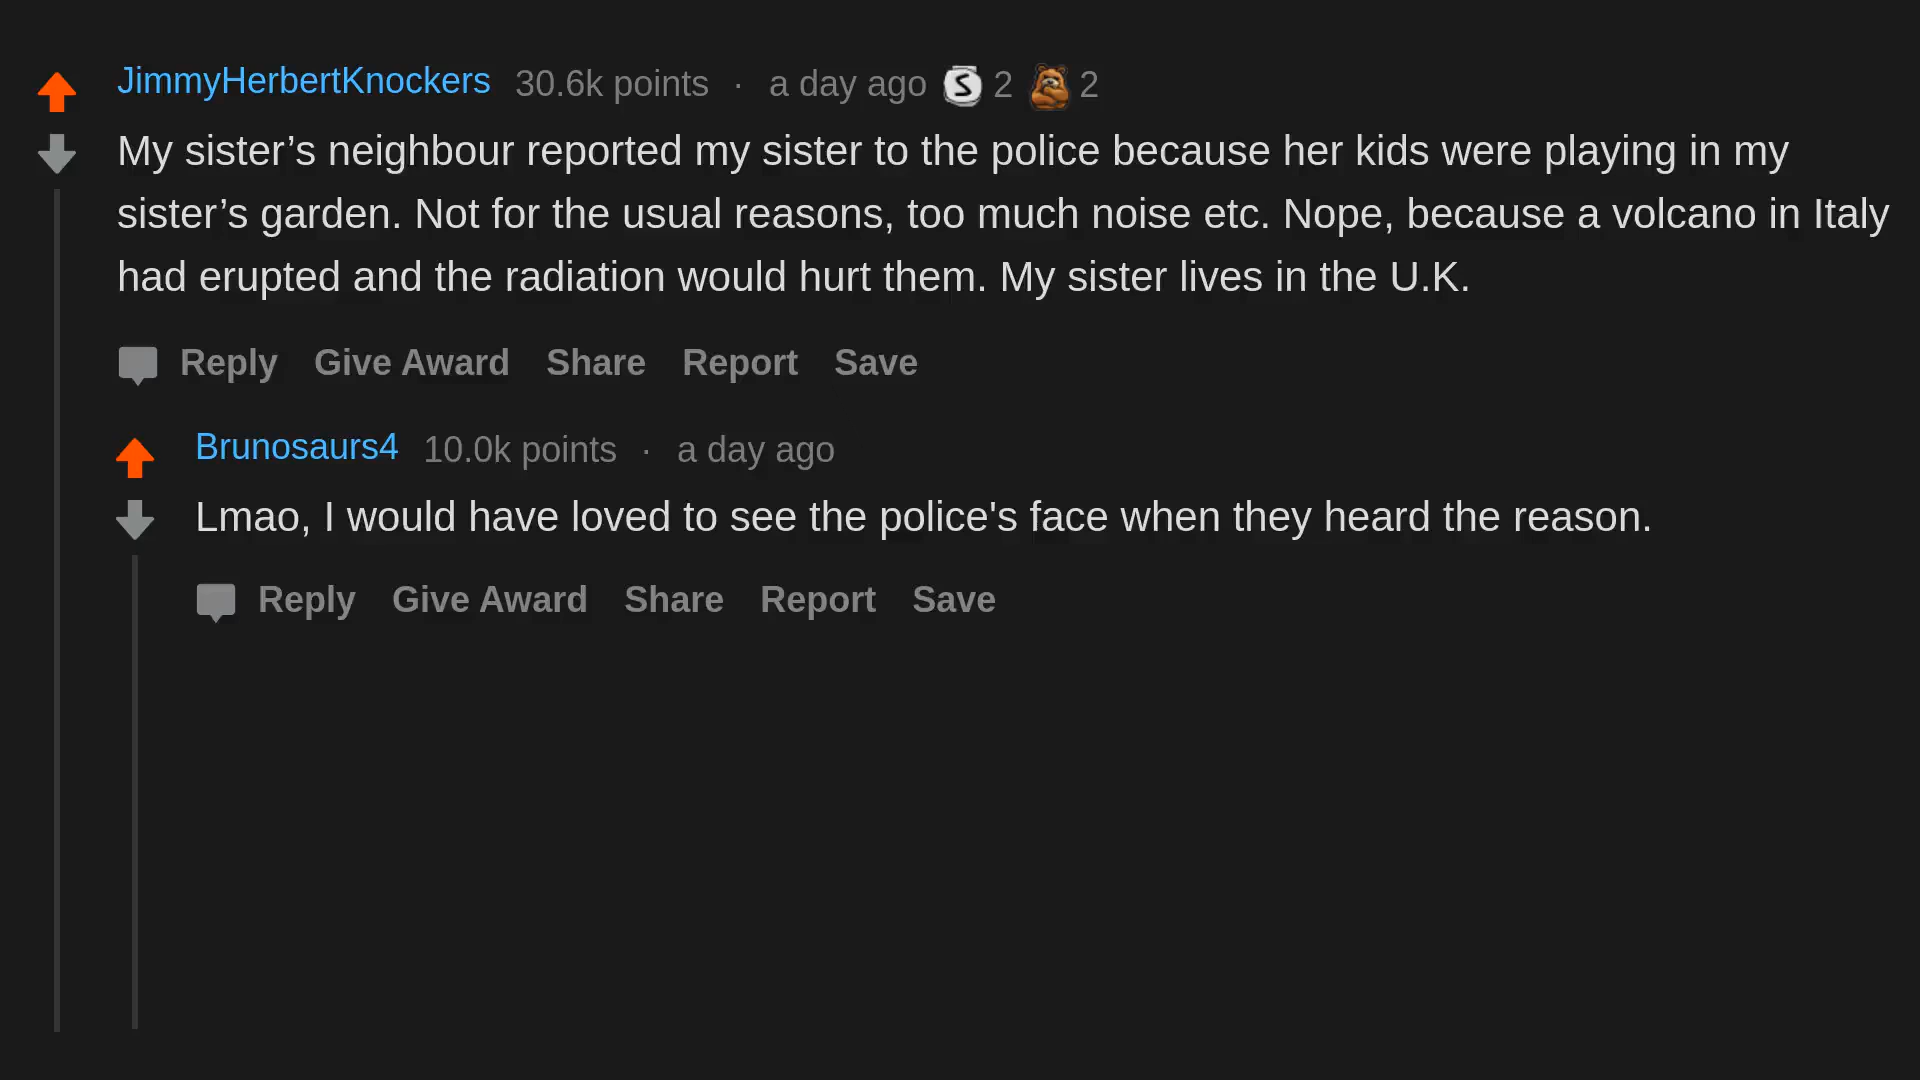 JimmyHerbertKnockers 30.6k points · a day ago S 2 2
My sister’s neighbour reported my sister to the police because her kids were playing in my
sister’s garden. Not for the usual reasons, too much noise etc. Nope, because a volcano in Italy
had erupted and the radiation would hurt them. My sister lives in the U.K.
Reply Give Award Share Report Save
Brunosaurs4 10.0k points · a day ago
Lmao, I would have loved to see the police's face when they heard the reason.
Reply Give Award Share Report Save